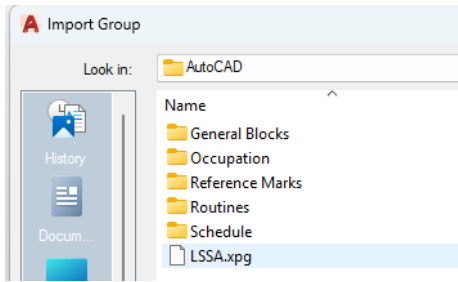 Import Group
Look in:
AutoCAD
Name
General Blocks
Occupation
Reference Marks
Routines
Schedule
LSSA.xpg
History
Docum...